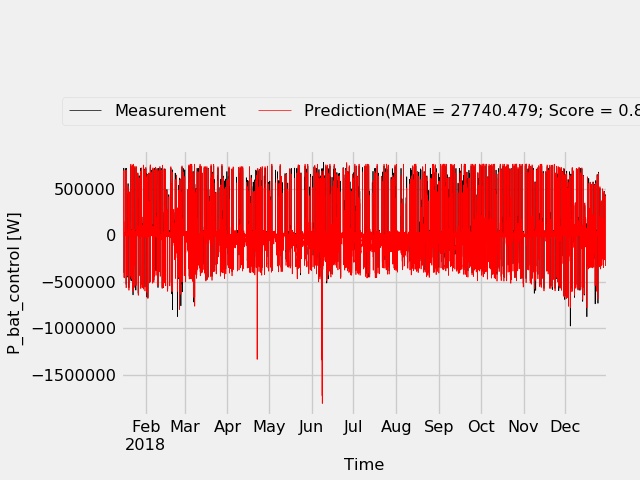 Measurement
Prediction(MAE = 27740.479; Score = 0.8
500000
0
−500000
−1000000
−1500000
P_bat_control [W]
Feb Mar Apr May Jun Jul Aug Sep Oct Nov Dec
2018
Time